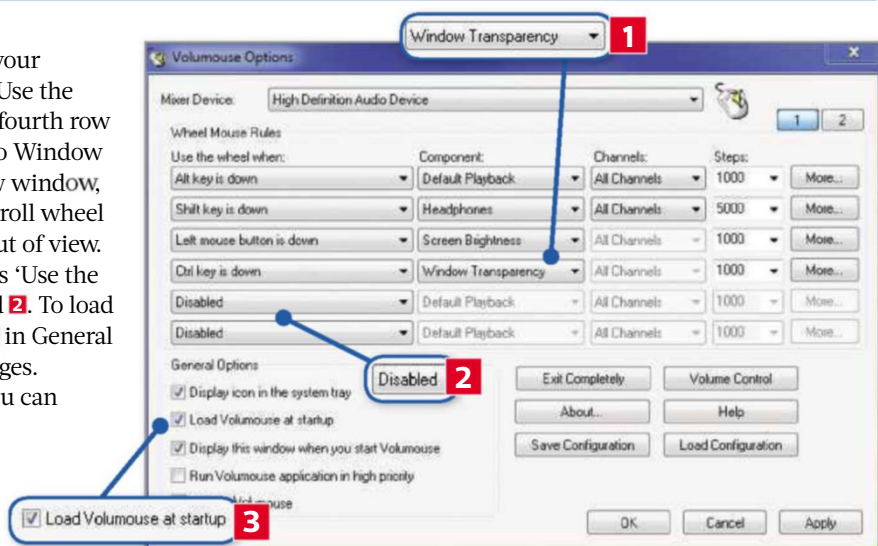 your
Use the
fourth row
o Window
w window,
roll wheel
ut of view.
s ‘Use the
d 2. To load
in General
ges.
u can
Window Transparency 1
Volumouse Options
Mixer Device: High Definition Audio Device
1 2
Wheel Mouse Rules
Use the wheel when: Component: Channels: Steps:
Alt key is down Default Playback All Channels 1000 More...
Shift key is down Headphones All Channels 5000 More...
Left mouse button is down Screen Brightness All Channels 1000 More...
Ctrl key is down Window Transparency All Channels 1000 More...
Disabled Default Playback All Channels 1000 More...
Disabled Default Playback All Channels 1000 More...
General Options
Disabled 2
Display icon in the system tray
Load Volumouse at startup
Display this window when you start Volumouse
Run Volumouse application in high priority
Load Volumouse at startup 3
Exit Completely Volume Control
About... Help
Save Configuration Load Configuration
OK Cancel Apply